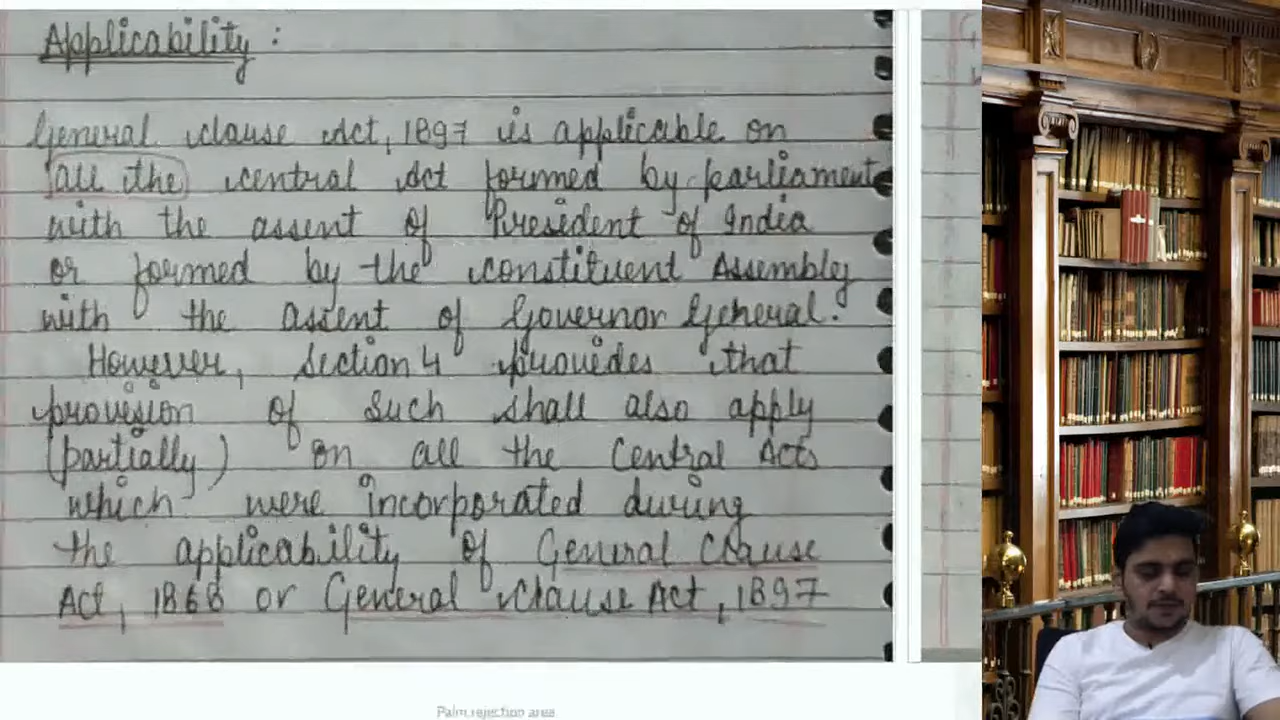 Applicability :
General clause Act, 1897 is applicable on
all the central Act formed by parliament
with the assent of President of India
or formed by the constituent Assembly
with the assent of Governor General.
However, section 4 provides that
provision of such shall also apply
(partially) on all the Central Acts
which were incorporated during
the applicability of General Clause
Act, 1868 or General Clause Act, 1897
Palm rejection area